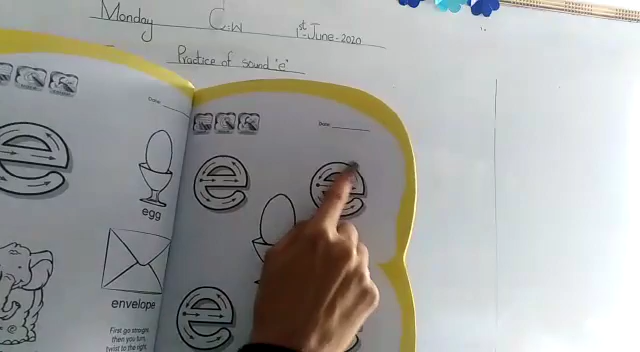 Monday C.W 1st-June-2020
Practice of sound "e"
Date:
Date:
e
e
e
egg
envelope
e
First go straight
then you turn,
twist to the right